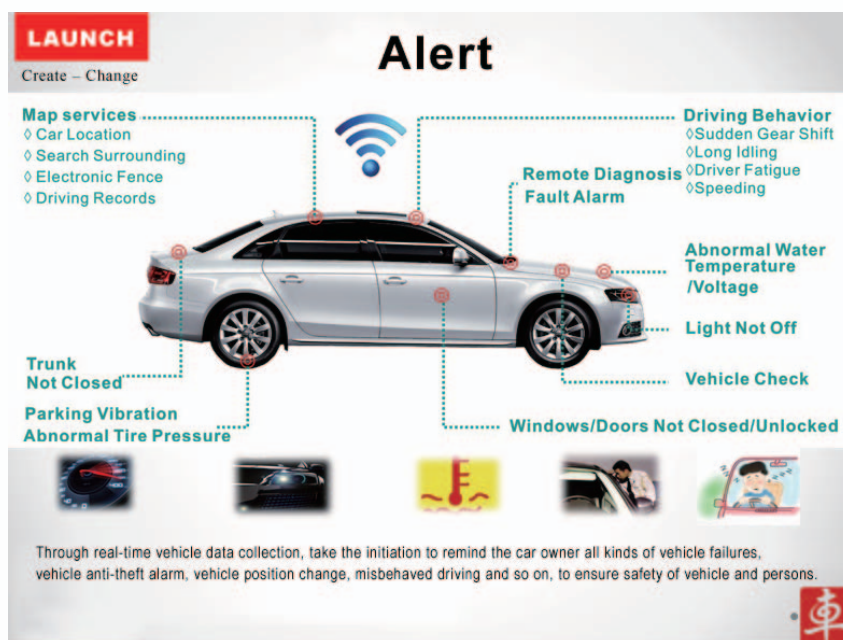 LAUNCH
Create – Change
Alert
Map services
◊ Car Location
◊ Search Surrounding
◊ Electronic Fence
◊ Driving Records
Driving Behavior
◊Sudden Gear Shift
◊Long Idling
◊Driver Fatigue
◊Speeding
Remote Diagnosis
Fault Alarm
Abnormal Water
Temperature
/Voltage
Light Not Off
Trunk
Not Closed
Vehicle Check
Parking Vibration
Abnormal Tire Pressure
Windows/Doors Not Closed/Unlocked
Through real-time vehicle data collection, take the initiation to remind the car owner all kinds of vehicle failures,
vehicle anti-theft alarm, vehicle position change, misbehaved driving and so on, to ensure safety of vehicle and persons.
車